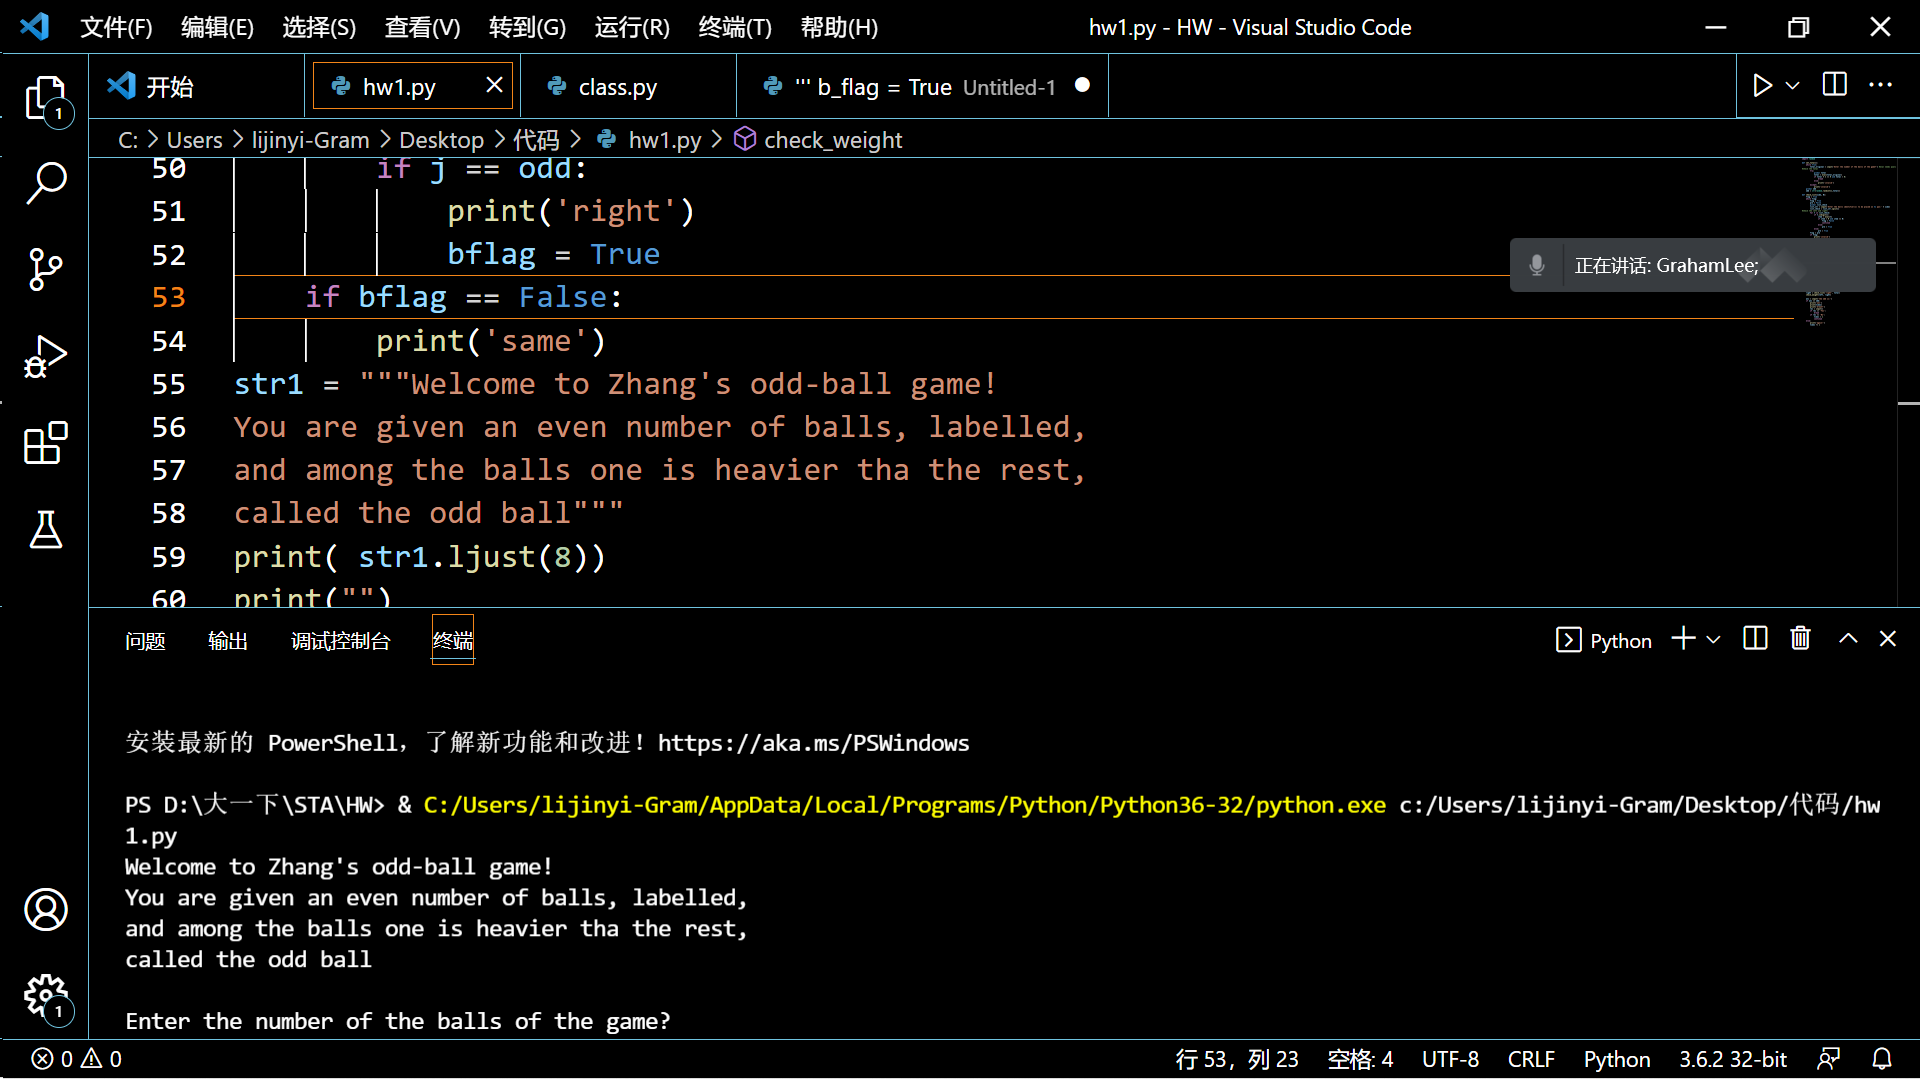 文件(F) 编辑(E) 选择(S) 查看(V) 转到(G) 运行(R) 终端(T) 帮助(H) hw1.py - HW - Visual Studio Code
开始 hw1.py class.py ''' b_flag = True Untitled-1
C: > Users > lijinyi-Gram > Desktop > 代码 > hw1.py > check_weight
50 if j == odd:
51 print('right')
52 bflag = True
正在讲话: GrahamLee;
53 if bflag == False:
54 print('same')
55 str1 = """Welcome to Zhang's odd-ball game!
56 You are given an even number of balls, labelled,
57 and among the balls one is heavier tha the rest,
58 called the odd ball"""
59 print( str1.ljust(8))
60 print("")
问题 输出 调试控制台 终端 Python
安装最新的 PowerShell，了解新功能和改进！https://aka.ms/PSWindows
PS D:\大一下\STA\HW> & C:/Users/lijinyi-Gram/AppData/Local/Programs/Python/Python36-32/python.exe c:/Users/lijinyi-Gram/Desktop/代码/hw
1.py
Welcome to Zhang's odd-ball game!
You are given an even number of balls, labelled,
and among the balls one is heavier tha the rest,
called the odd ball
Enter the number of the balls of the game?
1
1
0 0 行 53，列 23 空格: 4 UTF-8 CRLF Python 3.6.2 32-bit